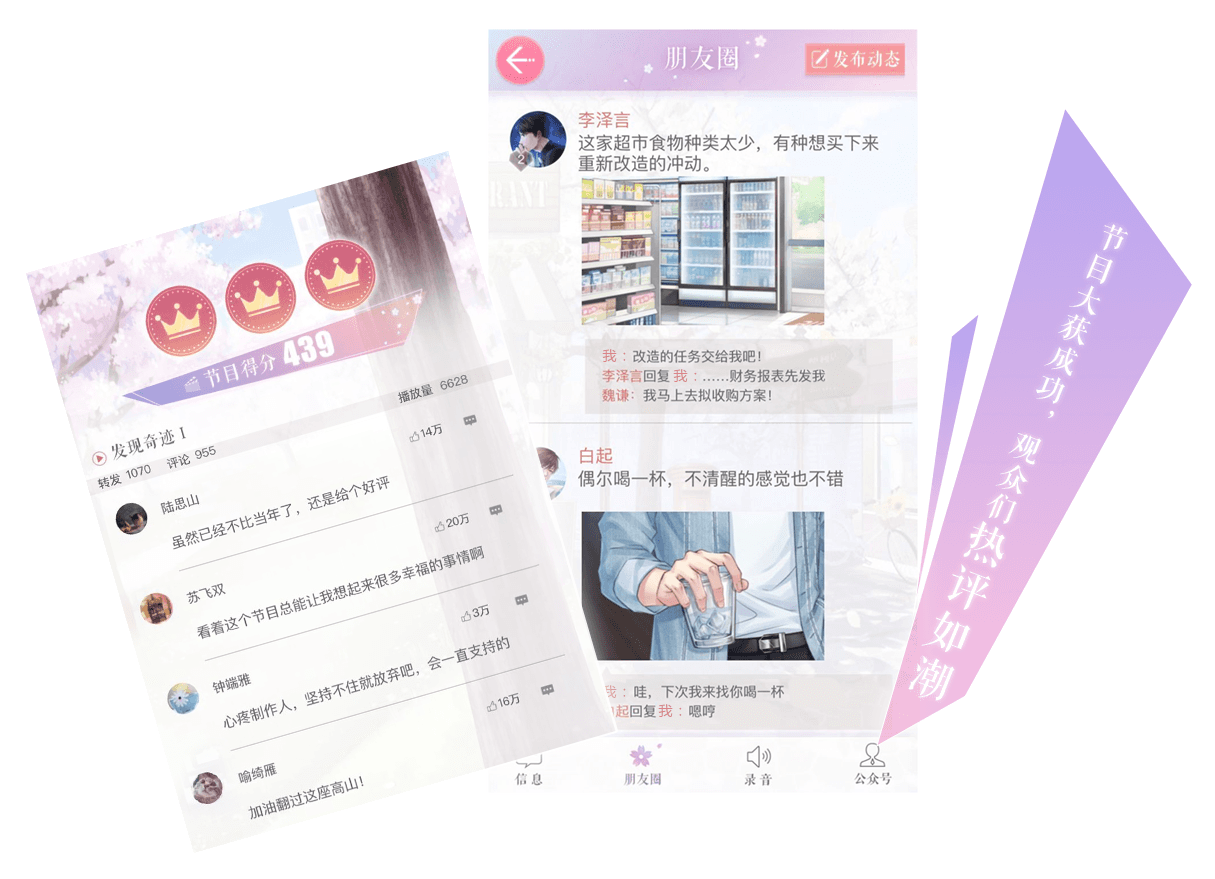 节目得分 439
播放量 6628
发现奇迹 I
转发 1070 评论 955
陆思山
14万
虽然已经不比当年了，还是给个好评
苏飞双
20万
看着这个节目总能让我想起来很多幸福的事情啊
钟端雅
3万
心疼制作人，坚持不住就放弃吧，会一直支持的
喻绮雁
16万
加油翻过这座高山！
朋友圈
发布动态
2
李泽言
这家超市食物种类太少，有种想买下来
重新改造的冲动。
我：改造的任务交给我吧！
李泽言回复 我：……财务报表先发我
魏谦：我马上去拟收购方案！
白起
偶尔喝一杯，不清醒的感觉也不错
我：哇，下次我来找你喝一杯
白起回复我：嗯哼
信息
朋友圈
录音
公众号
节目大获成功，观众们热评如潮